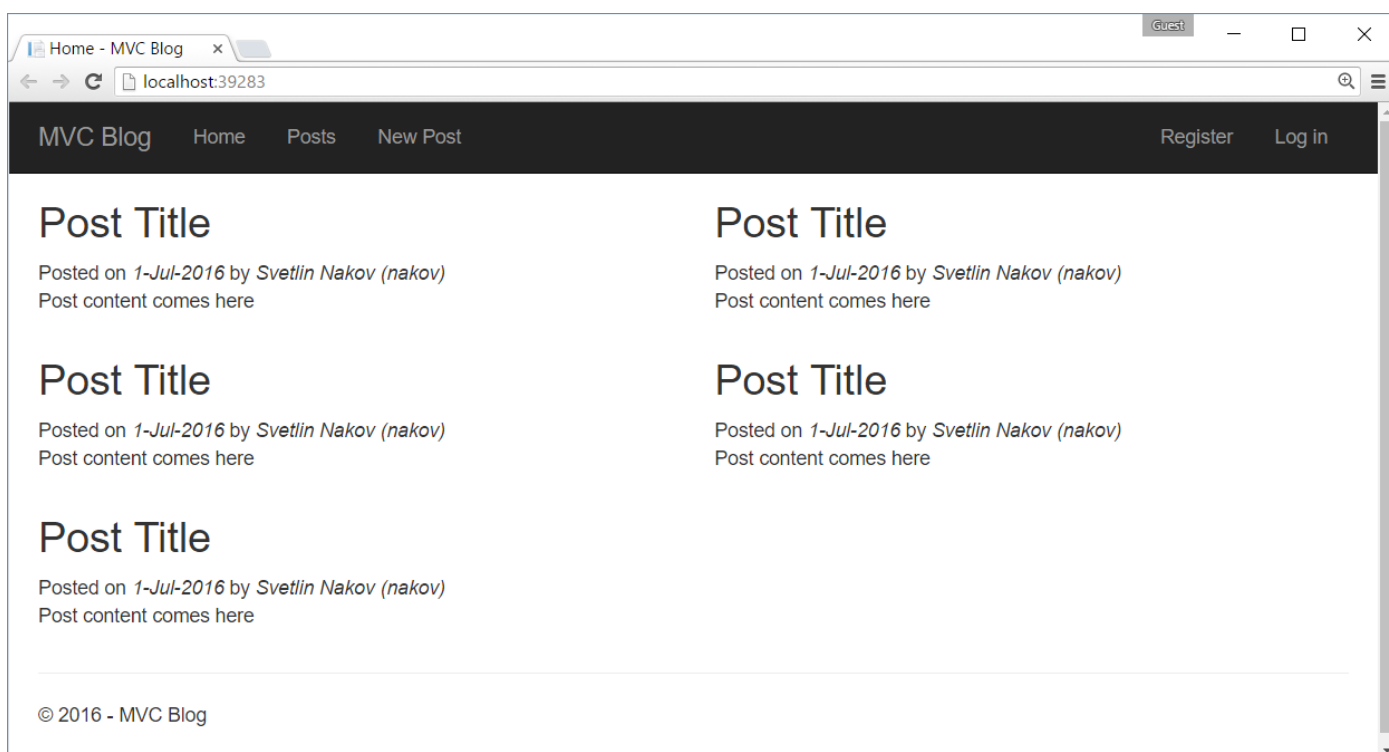 Guest
Home - MVC Blog
localhost:39283
MVC Blog Home Posts New Post Register Log in
Post Title
Posted on 1-Jul-2016 by Svetlin Nakov (nakov)
Post content comes here
Post Title
Posted on 1-Jul-2016 by Svetlin Nakov (nakov)
Post content comes here
Post Title
Posted on 1-Jul-2016 by Svetlin Nakov (nakov)
Post content comes here
Post Title
Posted on 1-Jul-2016 by Svetlin Nakov (nakov)
Post content comes here
Post Title
Posted on 1-Jul-2016 by Svetlin Nakov (nakov)
Post content comes here
© 2016 - MVC Blog